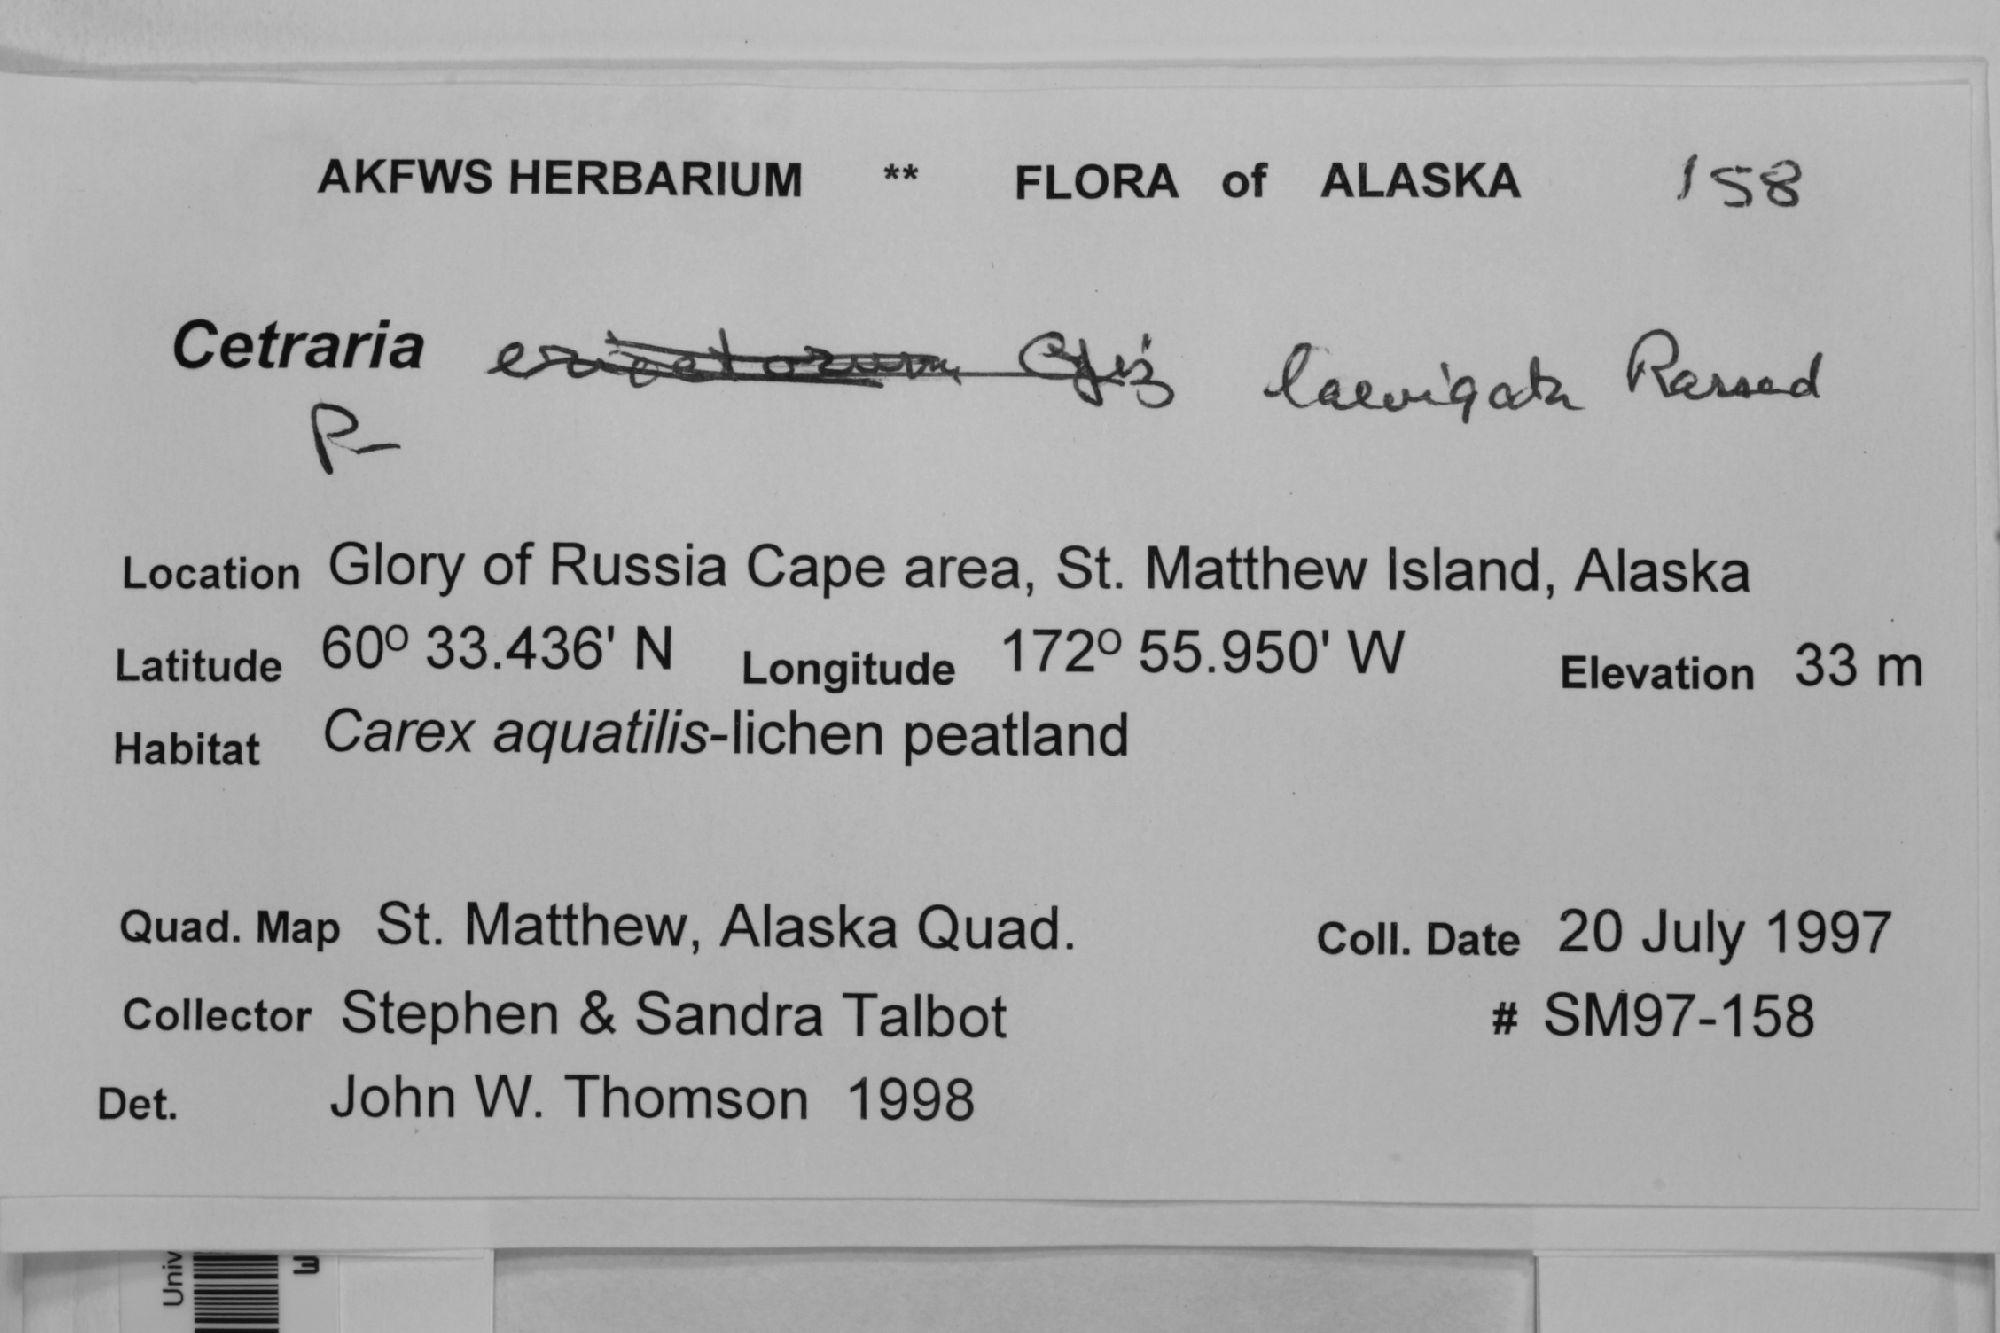 AKFWS HERBARIUM ** FLORA of ALASKA 158
Cetraria ericetorum Opiz laevigata Rassad
P-
Location Glory of Russia Cape area, St. Matthew Island, Alaska
Latitude 60º 33.436' N Longitude 172º 55.950' W Elevation 33 m
Habitat Carex aquatilis-lichen peatland
Quad. Map St. Matthew, Alaska Quad. Coll. Date 20 July 1997
Collector Stephen & Sandra Talbot # SM97-158
Det. John W. Thomson 1998
Univ
W